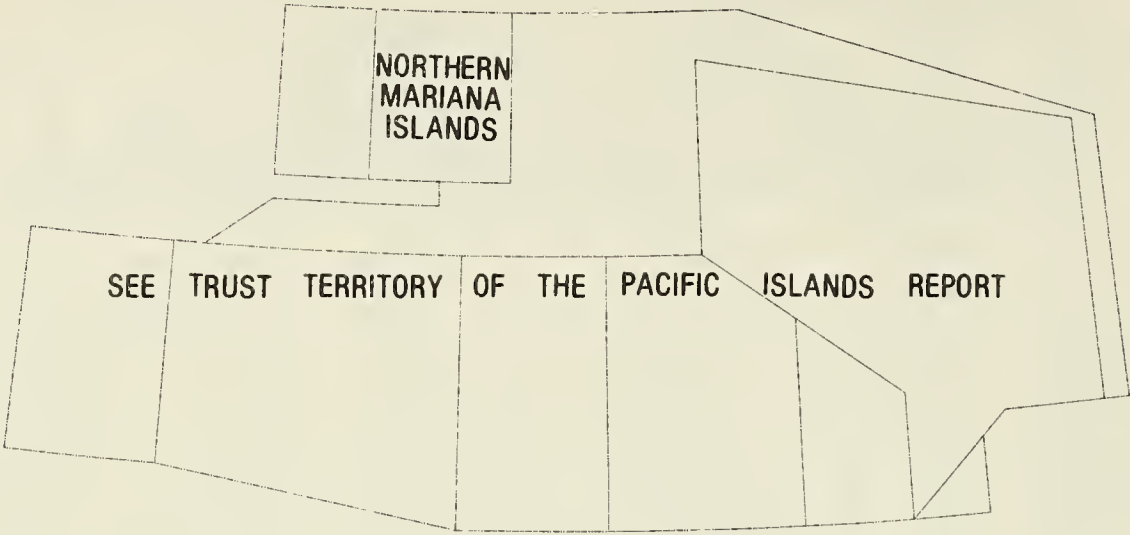 NORTHERN
MARIANA
ISLANDS
SEE TRUST TERRITORY OF THE PACIFIC ISLANDS REPORT